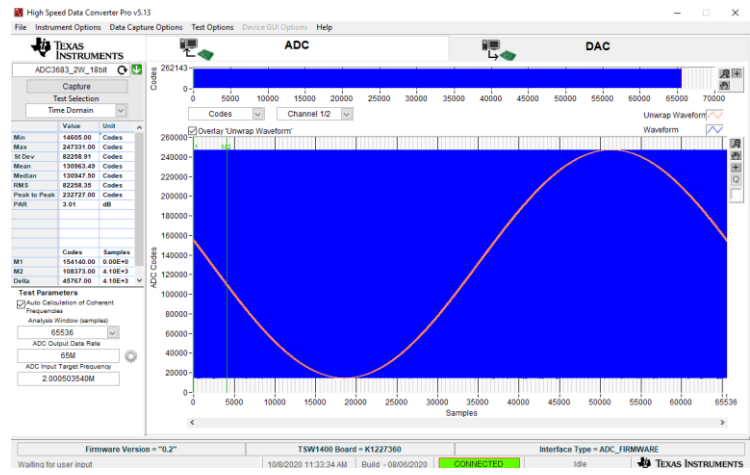 High Speed Data Converter Pro v5.13
File Instrument Options Data Capture Options Test Options Device GUI Options Help
TEXAS INSTRUMENTS
ADC
DAC
ADC3683_2W_18bit
Capture
Test Selection
Time Domain
Value Unit
Min 14605.00 Codes
Max 247331.00 Codes
St.Dev 82258.91 Codes
Mean 130963.49 Codes
Median 130947.50 Codes
RMS 82258.35 Codes
Peak to Peak 232727.00 Codes
PAR 3.01 dB
Codes Samples
M1 154140.00 0.00E+0
M2 108373.00 4.10E+3
Delta 45767.00 4.10E+3
Test Parameters
Auto Calculation of Coherent
Frequencies
Analysis Window (samples)
65536
ADC Output Data Rate
65M
ADC Input Target Frequency
2.000503540M
Codes
262143
0
0 5000 10000 15000 20000 25000 30000 35000 40000 45000 50000 55000 60000 65000 70000
Codes
Channel 1/2
Unwrap Waveform
Overlay 'Unwrap Waveform'
Waveform
M2
ADC Codes
260000
240000
220000
200000
180000
160000
140000
120000
100000
80000
60000
40000
20000
0
0 5000 10000 15000 20000 25000 30000 35000 40000 45000 50000 55000 60000 65536
Samples
Firmware Version = "0.2"
TSW1400 Board = K1227360
Interface Type = ADC_FIRMWARE
Waiting for user input
10/8/2020 11:33:34 AM
Build - 08/06/2020
CONNECTED
Idle
TEXAS INSTRUMENTS